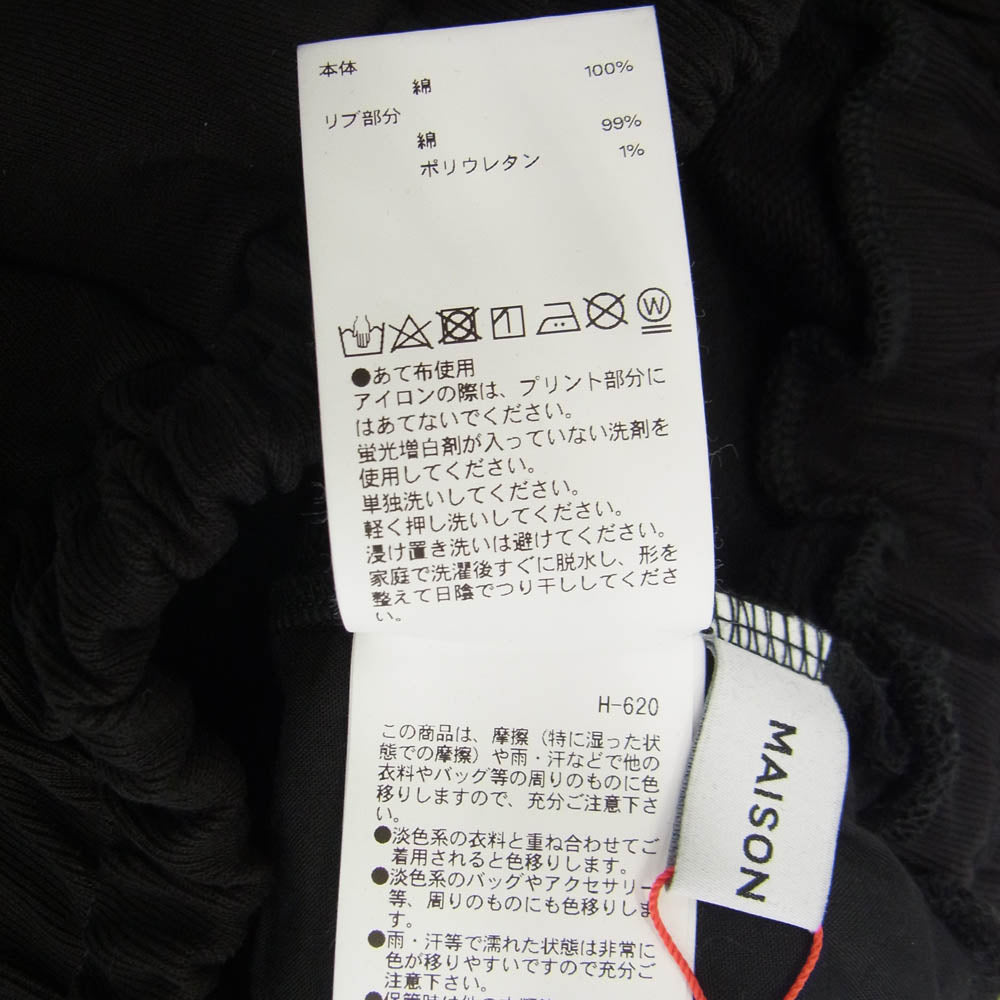 本体
綿 100%
リブ部分
綿 99%
ポリウレタン 1%
W
●あて布使用
アイロンの際は、プリント部分に
はあてないでください。
蛍光増白剤が入っていない洗剤を
使用してください。
単独洗いしてください。
軽く押し洗いしてください。
浸け置き洗いは避けてください。
家庭で洗濯後すぐに脱水し、形を
整えて日陰でつり干ししてくださ
い。
H-620
この商品は、摩擦（特に湿った状
態での摩擦）や雨・汗などで他の
衣料やバッグ等の周りのものに色
移りしますので、充分ご注意下さ
い。
●淡色系の衣料と重ね合わせてご
着用されると色移りします。
●淡色系のバッグやアクセサリー
等、周りのものにも色移りしま
す。
●雨・汗等で濡れた状態は非常に
色が移りやすいですので充分ご
注意下さい。
MAISON